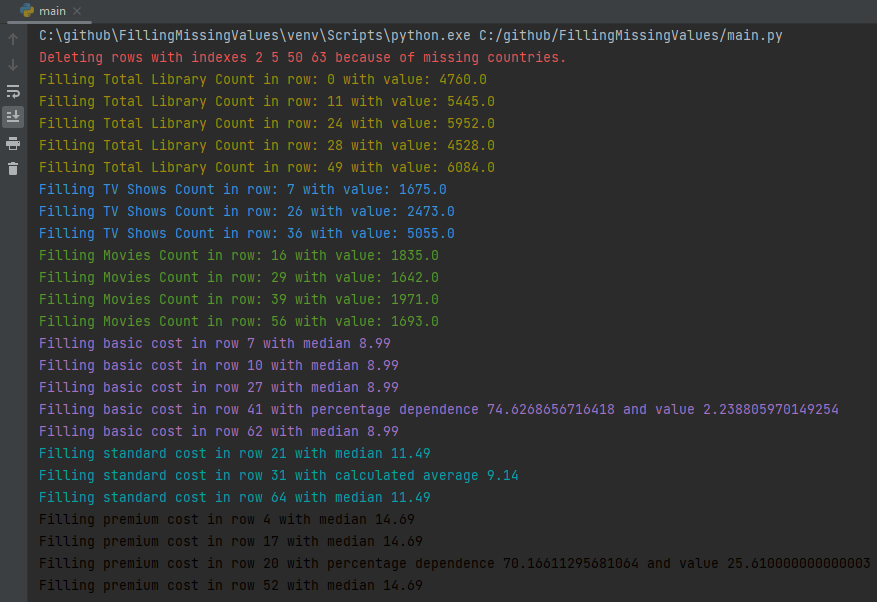 main
C:\github\FillingMissingValues\venv\Scripts\python.exe C:/github/FillingMissingValues/main.py
Deleting rows with indexes 2 5 50 63 because of missing countries.
Filling Total Library Count in row: 0 with value: 4760.0
Filling Total Library Count in row: 11 with value: 5445.0
Filling Total Library Count in row: 24 with value: 5952.0
Filling Total Library Count in row: 28 with value: 4528.0
Filling Total Library Count in row: 49 with value: 6084.0
Filling TV Shows Count in row: 7 with value: 1675.0
Filling TV Shows Count in row: 26 with value: 2473.0
Filling TV Shows Count in row: 36 with value: 5055.0
Filling Movies Count in row: 16 with value: 1835.0
Filling Movies Count in row: 29 with value: 1642.0
Filling Movies Count in row: 39 with value: 1971.0
Filling Movies Count in row: 56 with value: 1693.0
Filling basic cost in row 7 with median 8.99
Filling basic cost in row 10 with median 8.99
Filling basic cost in row 27 with median 8.99
Filling basic cost in row 41 with percentage dependence 74.6268656716418 and value 2.238805970149254
Filling basic cost in row 62 with median 8.99
Filling standard cost in row 21 with median 11.49
Filling standard cost in row 31 with calculated average 9.14
Filling standard cost in row 64 with median 11.49
Filling premium cost in row 4 with median 14.69
Filling premium cost in row 17 with median 14.69
Filling premium cost in row 20 with percentage dependence 70.16611295681064 and value 25.610000000000003
Filling premium cost in row 52 with median 14.69